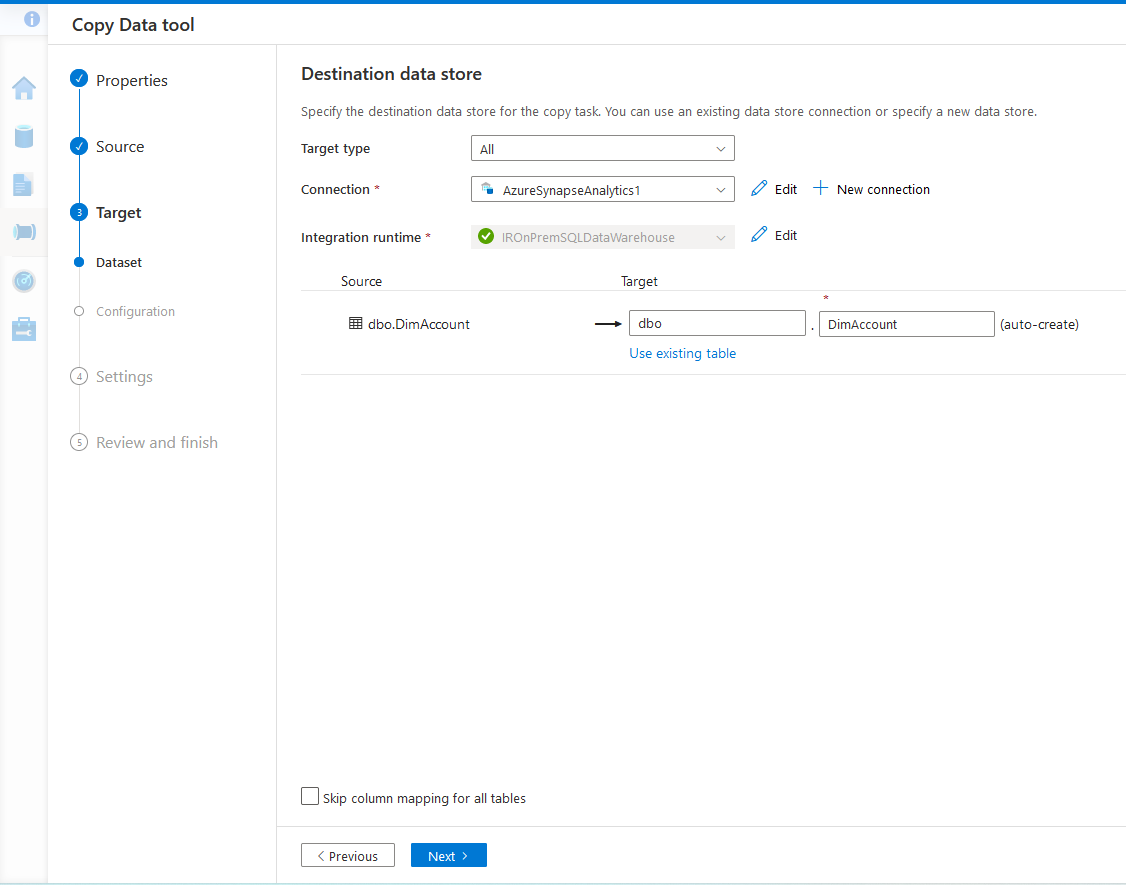 Copy Data tool
Properties
Source
3 Target
Dataset
Configuration
4 Settings
5 Review and finish
Destination data store
Specify the destination data store for the copy task. You can use an existing data store connection or specify a new data store.
Target type All
Connection * AzureSynapseAnalytics1 Edit New connection
Integration runtime * IROnPremSQLDataWarehouse Edit
Source Target
*
dbo.DimAccount dbo . DimAccount (auto-create)
Use existing table
Skip column mapping for all tables
< Previous Next >